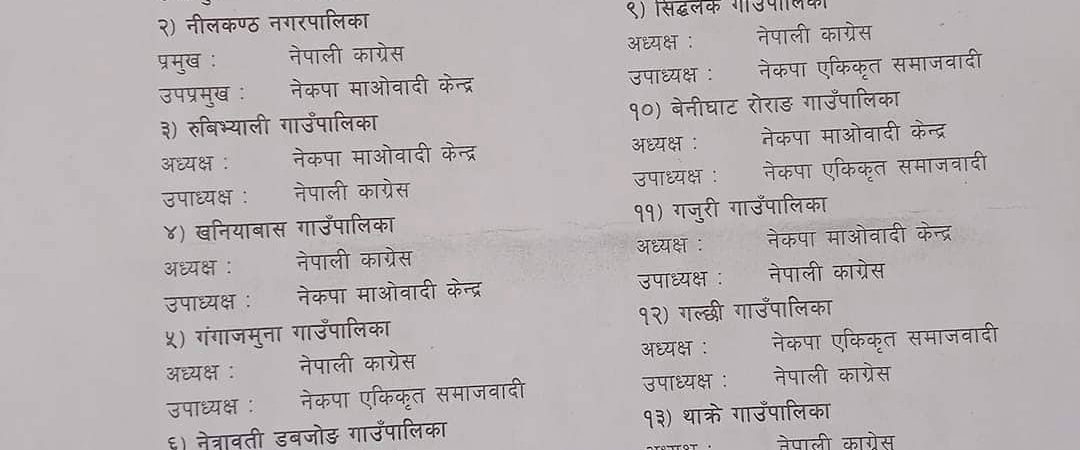 २) नीलकण्ठ नगरपालिका
प्रमुख : नेपाली काग्रेस
उपप्रमुख : नेकपा माओवादी केन्द्र
३) रुबिभ्याली गाउँपालिका
अध्यक्ष : नेकपा माओवादी केन्द्र
उपाध्यक्ष : नेपाली काग्रेस
४) खनियाबास गाउँपालिका
अध्यक्ष : नेपाली काग्रेस
उपाध्यक्ष : नेकपा माओवादी केन्द्र
५) गंगाजमुना गाउँपालिका
अध्यक्ष : नेपाली काग्रेस
उपाध्यक्ष : नेकपा एकिकृत समाजवादी
६) नेत्रावती डबजोङ गाउँपालिका
९) सिद्धलेक गाउँपालिका
अध्यक्ष : नेपाली काग्रेस
उपाध्यक्ष : नेकपा एकिकृत समाजवादी
१०) बेनीघाट रोराङ गाउँपालिका
अध्यक्ष : नेकपा माओवादी केन्द्र
उपाध्यक्ष : नेकपा एकिकृत समाजवादी
११) गजुरी गाउँपालिका
अध्यक्ष : नेकपा माओवादी केन्द्र
उपाध्यक्ष : नेपाली काग्रेस
१२) गल्छी गाउँपालिका
अध्यक्ष : नेकपा एकिकृत समाजवादी
उपाध्यक्ष : नेपाली काग्रेस
१३) थाक्रे गाउँपालिका
अध्यक्ष : नेपाली काग्रेस